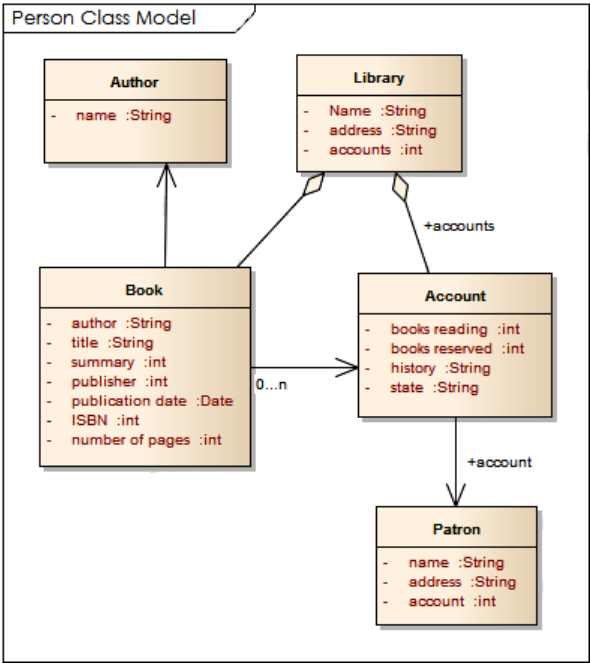 Person Class Model
Author
- name :String
Library
- Name :String
- address :String
- accounts :int
+accounts
Book
- author :String
- title :String
- summary :int
- publisher :int
- publication date :Date
- ISBN :int
- number of pages :int
0...n
Account
- books reading :int
- books reserved :int
- history :String
- state :String
+account
Patron
- name :String
- address :String
- account :int